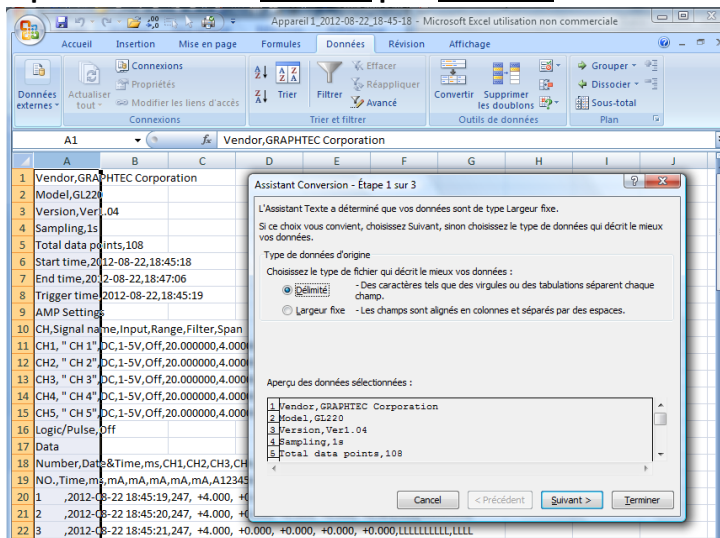 Appareil1_2012-08-22_18-45-18 - Microsoft Excel utilisation non commerciale
Accueil Insertion Mise en page Formules Données Révision Affichage
Données externes
Actualiser tout
Connexions
Propriétés
Modifier les liens d'accès
Connexions
Trier
Filtrer
Effacer
Réappliquer
Avancé
Trier et filtrer
Convertir
Supprimer les doublons
Outils de données
Grouper
Dissocier
Sous-total
Plan
A1 fx Vendor,GRAPHTEC Corporation
A B C D E F G H I J
1 Vendor,GRAPHTEC Corporation
2 Model,GL220
3 Version,Ver1.04
4 Sampling,1s
5 Total data points,108
6 Start time,2012-08-22,18:45:18
7 End time,2012-08-22,18:47:06
8 Trigger time,2012-08-22,18:45:19
9 AMP Settings
10 CH,Signal name,Input,Range,Filter,Span
11 CH1, " CH 1",DC,1-5V,Off,20.000000,4.000
12 CH2, " CH 2",DC,1-5V,Off,20.000000,4.000
13 CH3, " CH 3",DC,1-5V,Off,20.000000,4.000
14 CH4, " CH 4",DC,1-5V,Off,20.000000,4.000
15 CH5, " CH 5",DC,1-5V,Off,20.000000,4.000
16 Logic/Pulse,Off
17 Data
18 Number,Date&Time,ms,CH1,CH2,CH3,CH
19 NO.,Time,ms,mA,mA,mA,mA,mA,A12345
20 1 ,2012-08-22 18:45:19,247, +4.000, +
21 2 ,2012-08-22 18:45:20,247, +4.000, +
22 3 ,2012-08-22 18:45:21,247, +0.000, +0.000, +0.000, +0.000,LLLLLLLLLL,LLLL
Assistant Conversion - Étape 1 sur 3
L'Assistant Texte a déterminé que vos données sont de type Largeur fixe.
Si ce choix vous convient, choisissez Suivant, sinon choisissez le type de données qui décrit le mieux
vos données.
Type de données d'origine
Choisissez le type de fichier qui décrit le mieux vos données :
Délimité - Des caractères tels que des virgules ou des tabulations séparent chaque
champ.
Largeur fixe - Les champs sont alignés en colonnes et séparés par des espaces.
Aperçu des données sélectionnées :
1 Vendor,GRAPHTEC Corporation
2 Model,GL220
3 Version,Ver1.04
4 Sampling,1s
5 Total data points,108
Cancel < Précédent Suivant > Terminer